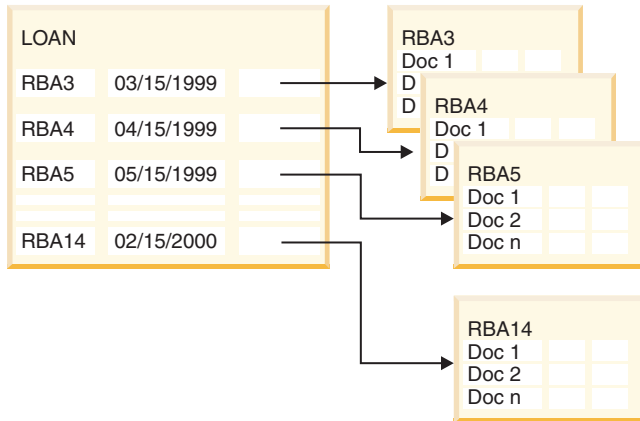 LOAN
RBA3 03/15/1999
RBA4 04/15/1999
RBA5 05/15/1999
RBA14 02/15/2000
RBA3
Doc 1
D
D
RBA4
Doc 1
D
D
RBA5
Doc 1
Doc 2
Doc n
RBA14
Doc 1
Doc 2
Doc n